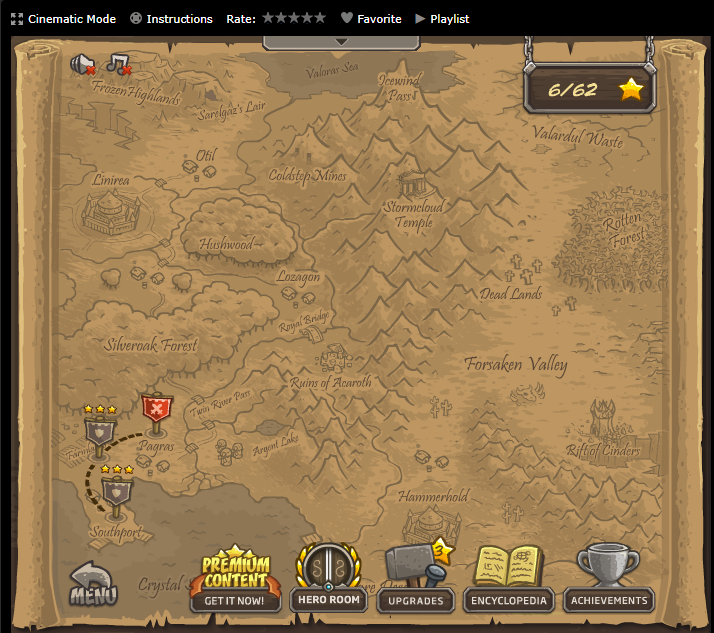 Cinematic Mode Instructions Rate: Favorite Playlist
Valoras Sea
Icewind
Pass
6/62
Frozen Highlands
Sarelgaz's Lair
Valardul Waste
Otil
Linirea
Coldstep Mines
Stormcloud
Temple
Rotten
Forest
Hushwood
Lozagon
Dead Lands
Royal Bridge
Silveroak Forest
Forsaken Valley
Ruins of Acaroth
Twin River Pass
Pagras
Argent Lake
Rift of Cinders
Hammerhold
Southport
3
PREMIUM
CONTENT
GET IT NOW!
MENU
Crystal
HERO ROOM
UPGRADES
ENCYCLOPEDIA
ACHIEVEMENTS